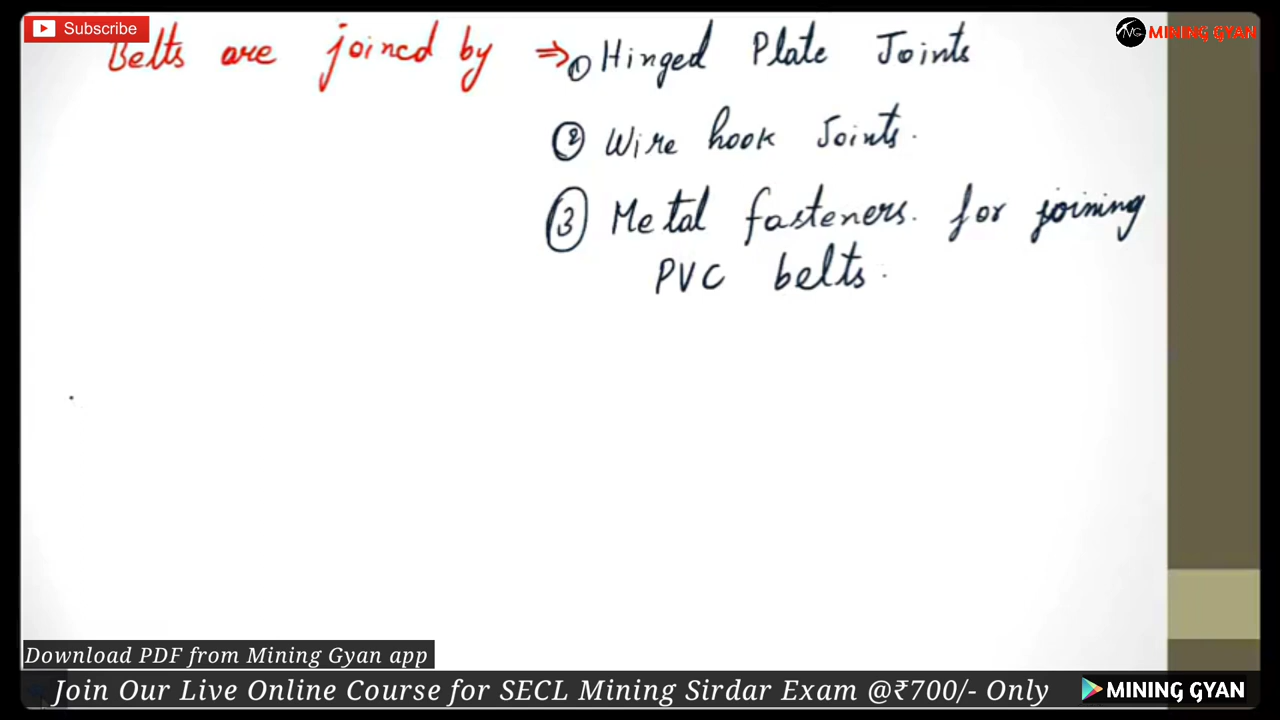 Subscribe
MINING GYAN
Belts are joined by ⇒ ① Hinged Plate Joints
② Wire hook Joints.
③ Metal fasteners. for joining
PVC belts.
Download PDF from Mining Gyan app
Join Our Live Online Course for SECL Mining Sirdar Exam @₹700/- Only
MINING GYAN